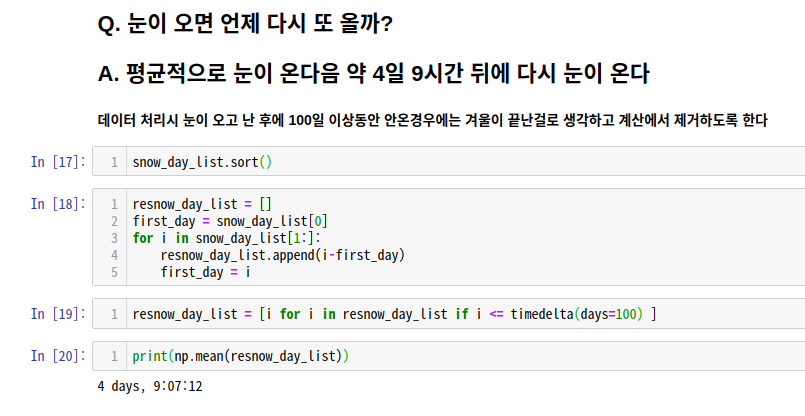 Q. 눈이 오면 언제 다시 또 올까?
A. 평균적으로 눈이 온다음 약 4일 9시간 뒤에 다시 눈이 온다
데이터 처리시 눈이 오고 난 후에 100일 이상동안 안온경우에는 겨울이 끝난걸로 생각하고 계산에서 제거하도록 한다
In [17]: 1 snow_day_list.sort()
In [18]: 1 resnow_day_list = []
2 first_day = snow_day_list[0]
3 for i in snow_day_list[1:]:
4     resnow_day_list.append(i-first_day)
5     first_day = i
In [19]: 1 resnow_day_list = [i for i in resnow_day_list if i <= timedelta(days=100) ]
In [20]: 1 print(np.mean(resnow_day_list))
4 days, 9:07:12